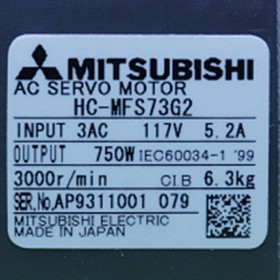 MITSUBISHI
AC SERVO MOTOR
HC-MFS73G2
INPUT 3AC 117V 5.2A
OUTPUT 750W IEC60034-1 '99
3000r/min CI.B 6.3kg
SER.No.AP9311001 079
MITSUBISHI ELECTRIC
MADE IN JAPAN